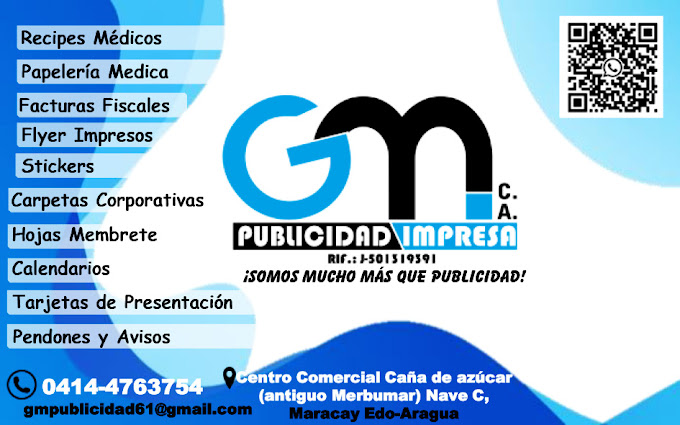 Recipes Médicos
Papelería Medica
Facturas Fiscales
Flyer Impresos
Stickers
Carpetas Corporativas
Hojas Membrete
Calendarios
Tarjetas de Presentación
Pendones y Avisos
0414-4763754
gmpublicidad61@gmail.com
Gm C.A.
PUBLICIDAD IMPRESA
RIF.: J-501319391
¡SOMOS MUCHO MÁS QUE PUBLICIDAD!
Centro Comercial Caña de azúcar
(antiguo Merbumar) Nave C,
Maracay Edo-Aragua